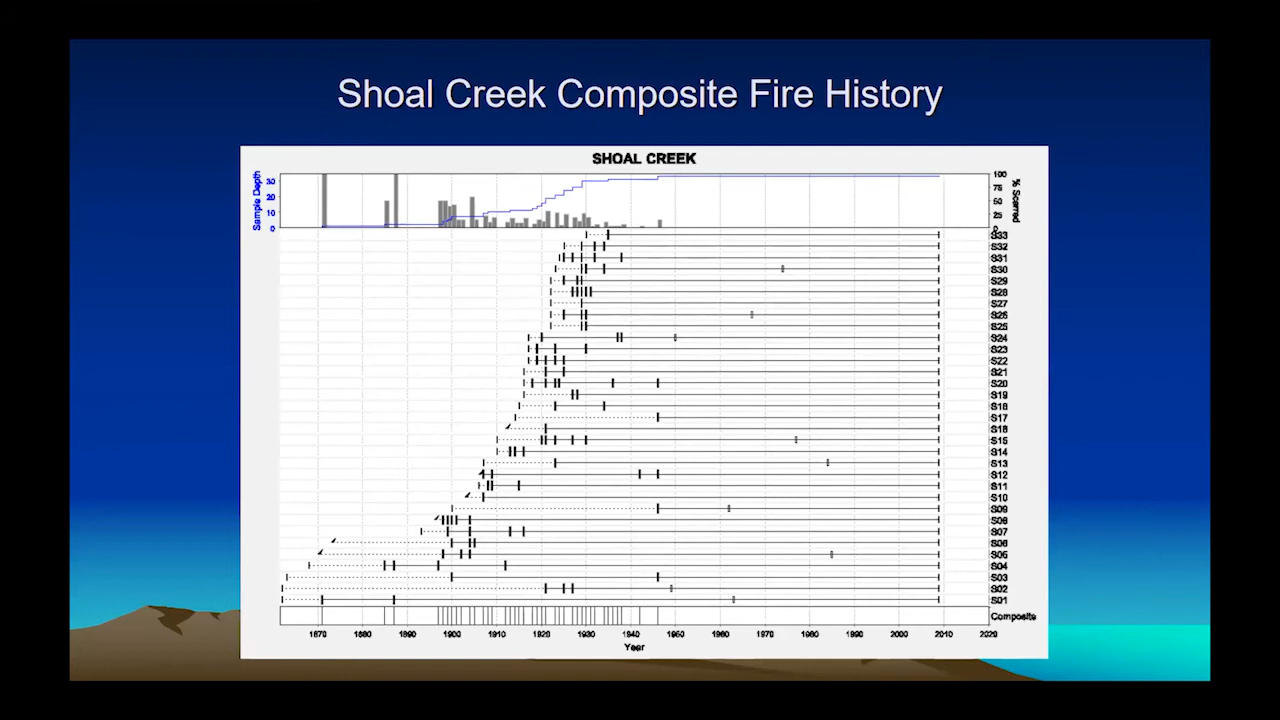 Shoal Creek Composite Fire History
SHOAL CREEK
Sample Depth
30
20
10
0
% Scarred
100
75
50
25
0
S33
S32
S31
S30
S29
S28
S27
S26
S25
S24
S23
S22
S21
S20
S19
S18
S17
S16
S15
S14
S13
S12
S11
S10
S09
S08
S07
S06
S05
S04
S03
S02
S01
Composite
1870 1880 1890 1900 1910 1920 1930 1940 1950 1960 1970 1980 1990 2000 2010 2020
Year